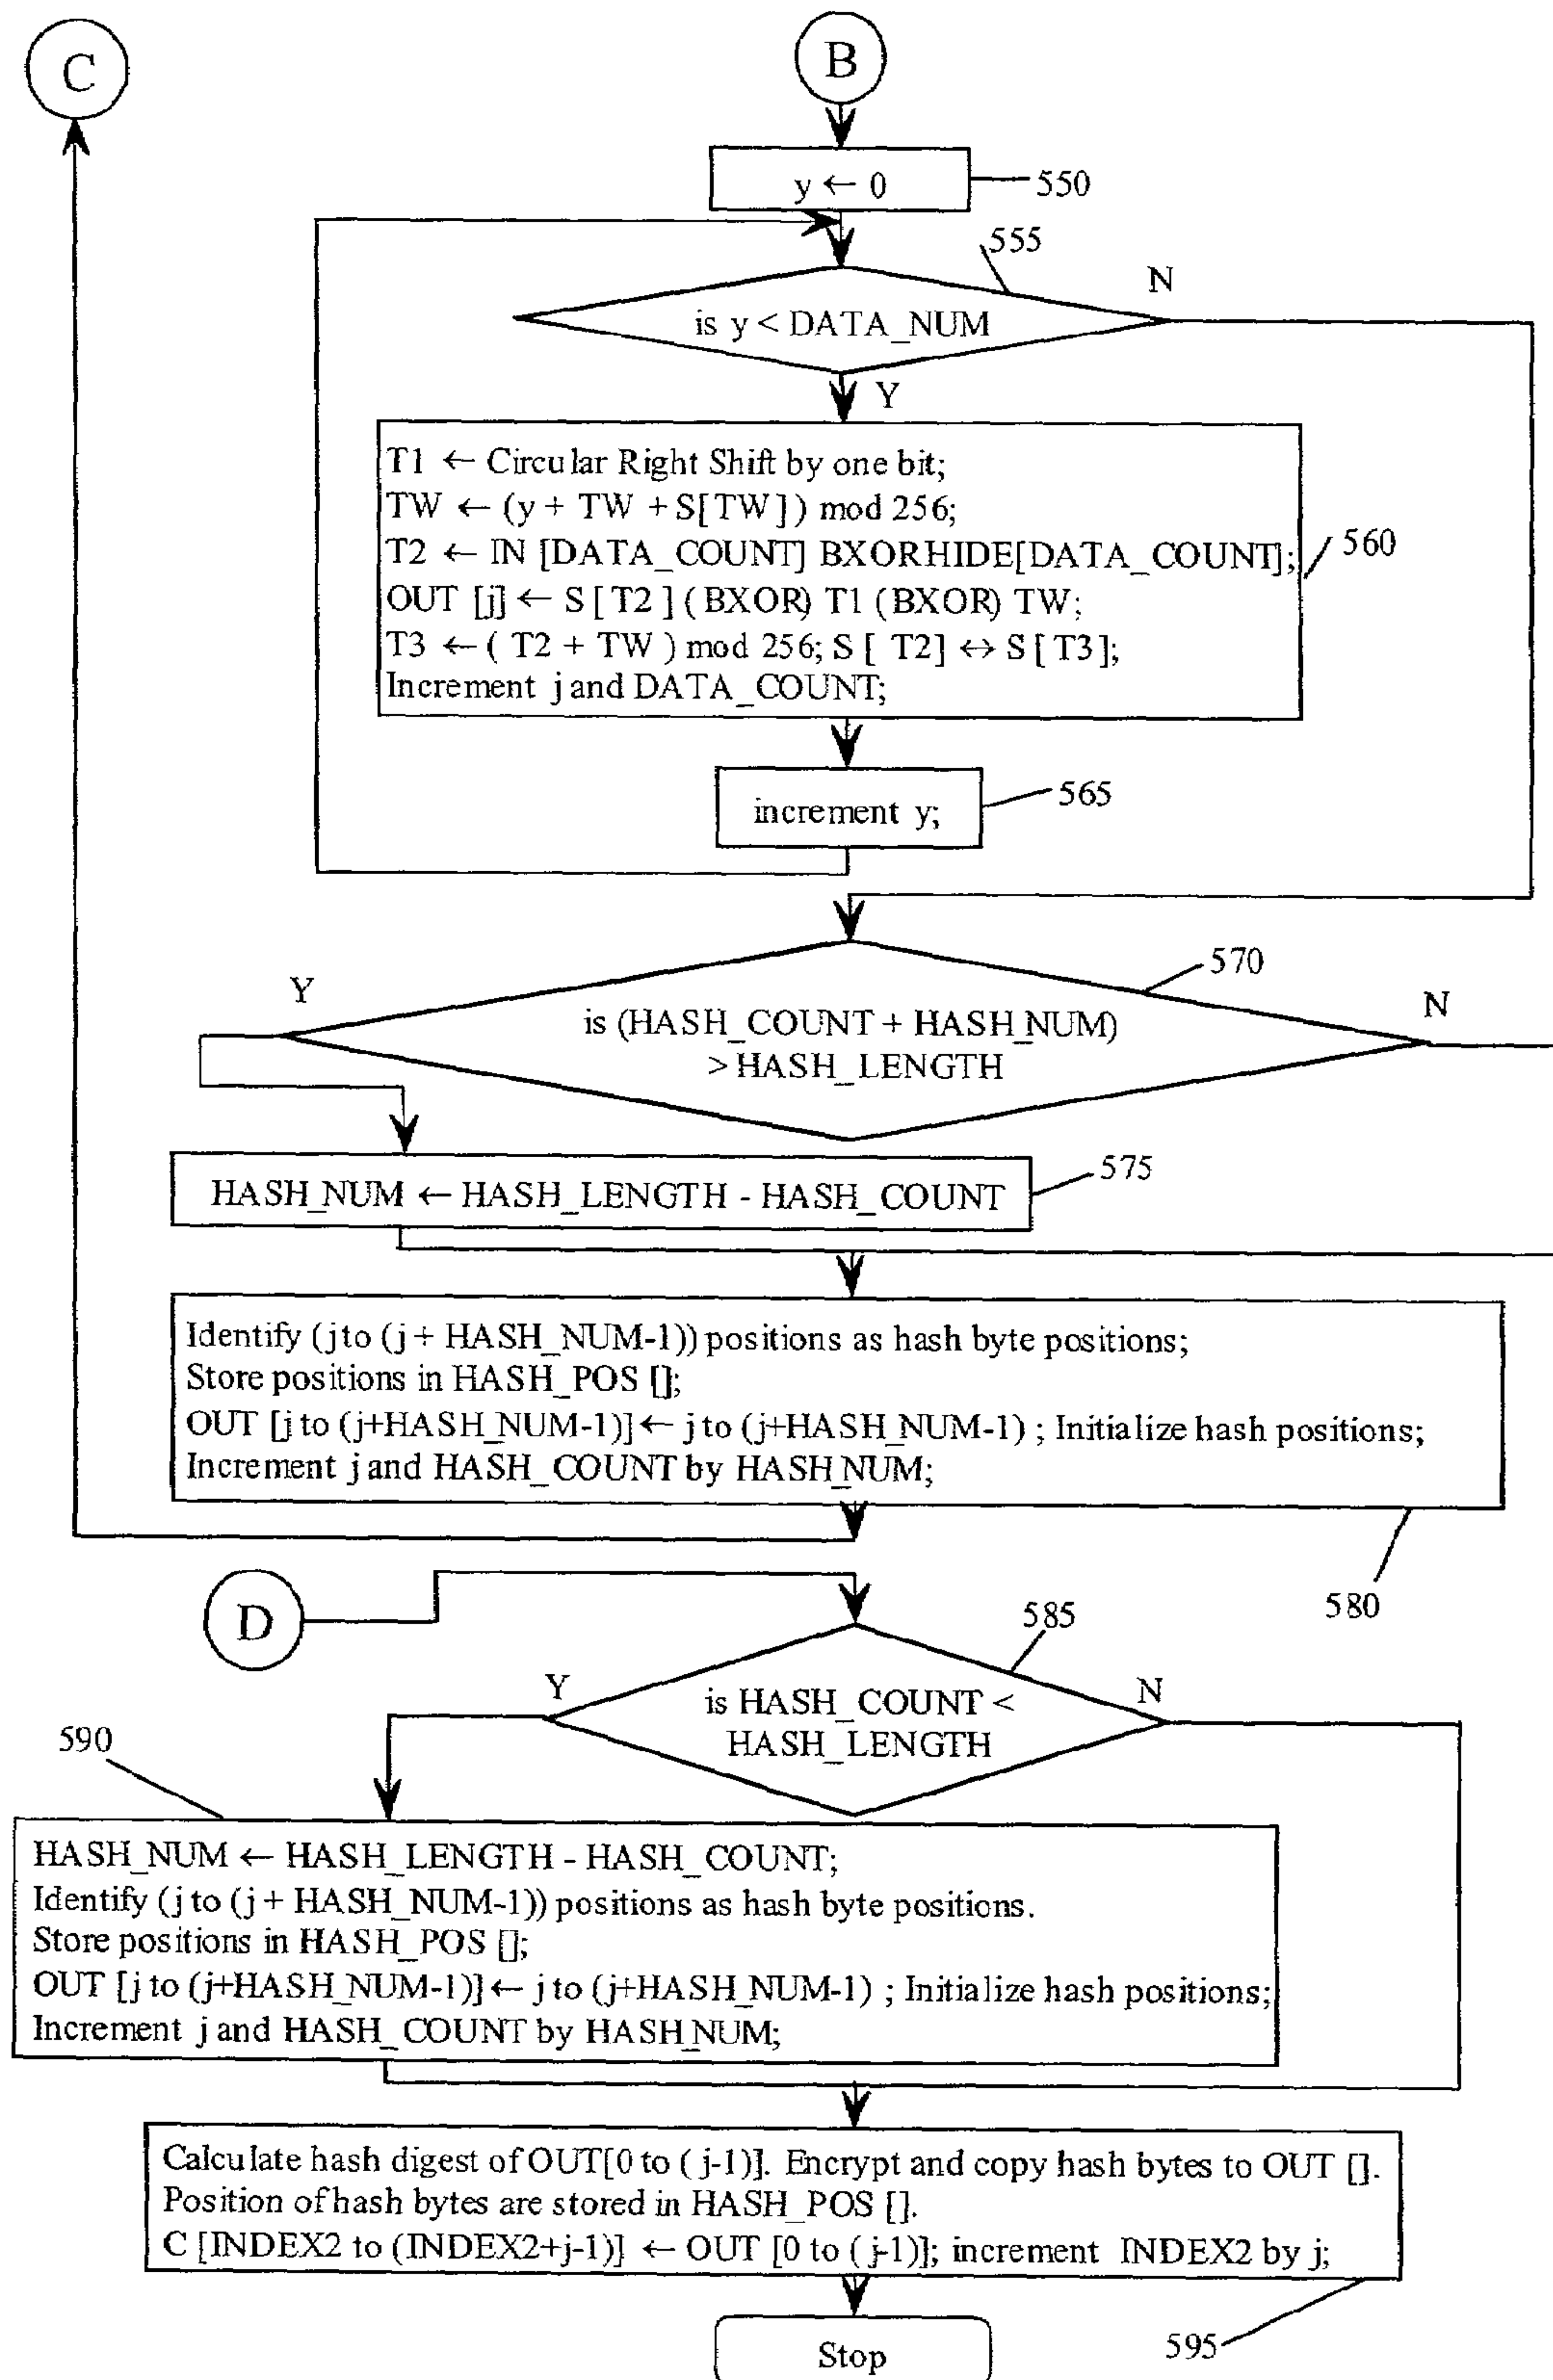 C
B
y ← 0
550
555
is y < DATA_NUM
N
Y
T1 ← Circular Right Shift by one bit;
TW ← (y + TW + S[TW]) mod 256;
T2 ← IN [DATA_COUNT] BXORHIDE[DATA_COUNT];
OUT [j] ← S [ T2 ] ( BXOR) T1 (BXOR) TW;
T3 ← ( T2 + TW ) mod 256; S [ T2] ↔ S [ T3];
Increment j and DATA_COUNT;
560
increment y;
565
570
Y
is (HASH_COUNT + HASH_NUM)
> HASH_LENGTH
N
HASH_NUM ← HASH_LENGTH - HASH_COUNT
575
Identify (j to (j + HASH_NUM-1)) positions as hash byte positions;
Store positions in HASH_POS [];
OUT [j to (j+HASH_NUM-1)] ← j to (j+HASH_NUM-1) ; Initialize hash positions;
Increment j and HASH_COUNT by HASH_NUM;
580
D
585
Y
is HASH_COUNT <
HASH_LENGTH
N
590
HASH_NUM ← HASH_LENGTH - HASH_COUNT;
Identify (j to (j + HASH_NUM-1)) positions as hash byte positions.
Store positions in HASH_POS [];
OUT [j to (j+HASH_NUM-1)] ← j to (j+HASH_NUM-1) ; Initialize hash positions;
Increment j and HASH_COUNT by HASH_NUM;
Calculate hash digest of OUT[0 to ( j-1)]. Encrypt and copy hash bytes to OUT [].
Position of hash bytes are stored in HASH_POS [].
C [INDEX2 to (INDEX2+j-1)] ← OUT [0 to ( j-1)]; increment INDEX2 by j;
595
Stop